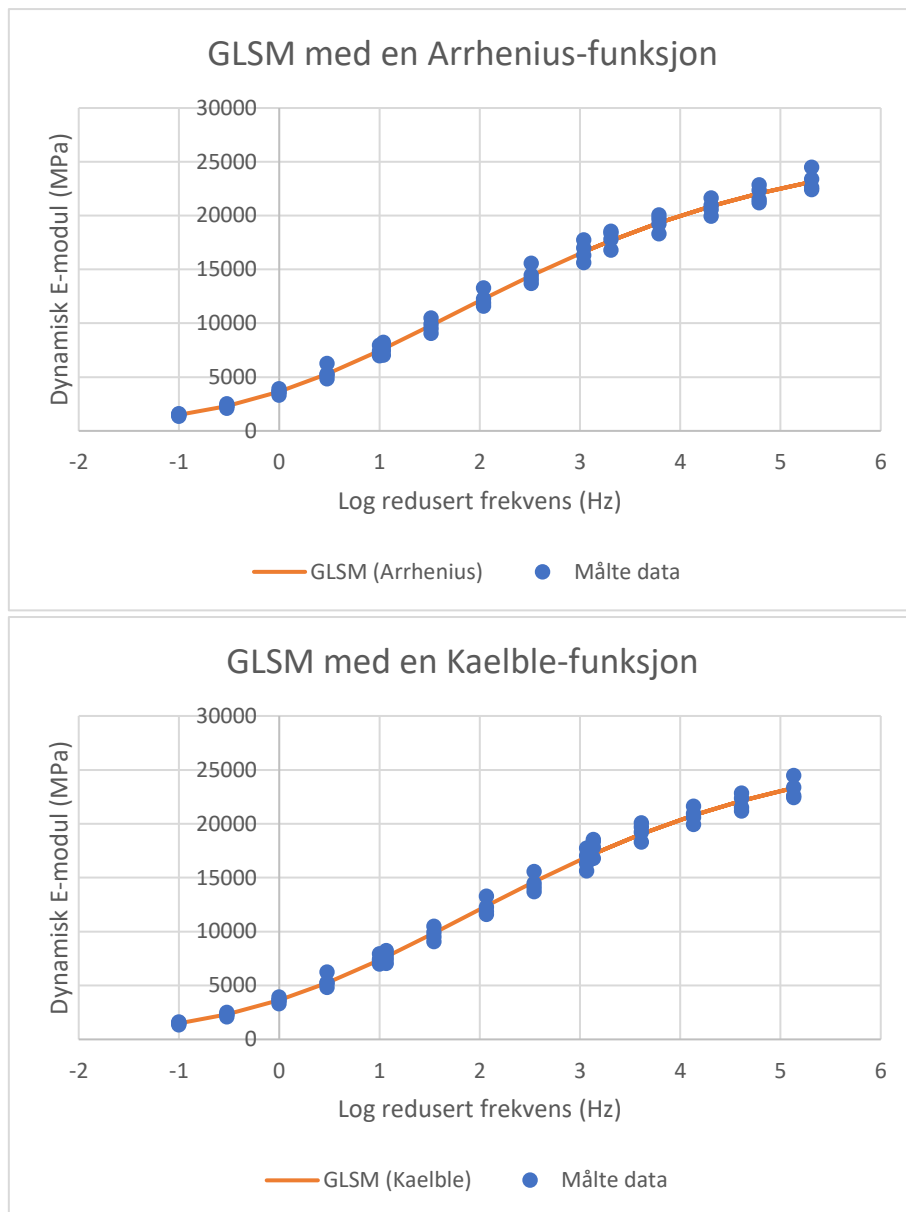 GLSM med en Arrhenius-funksjon
Dynamisk E-modul (MPa)
30000
25000
20000
15000
10000
5000
0
-2 -1 0 1 2 3 4 5 6
Log redusert frekvens (Hz)
GLSM (Arrhenius) Målte data
GLSM med en Kaelble-funksjon
Dynamisk E-modul (MPa)
30000
25000
20000
15000
10000
5000
0
-2 -1 0 1 2 3 4 5 6
Log redusert frekvens (Hz)
GLSM (Kaelble) Målte data